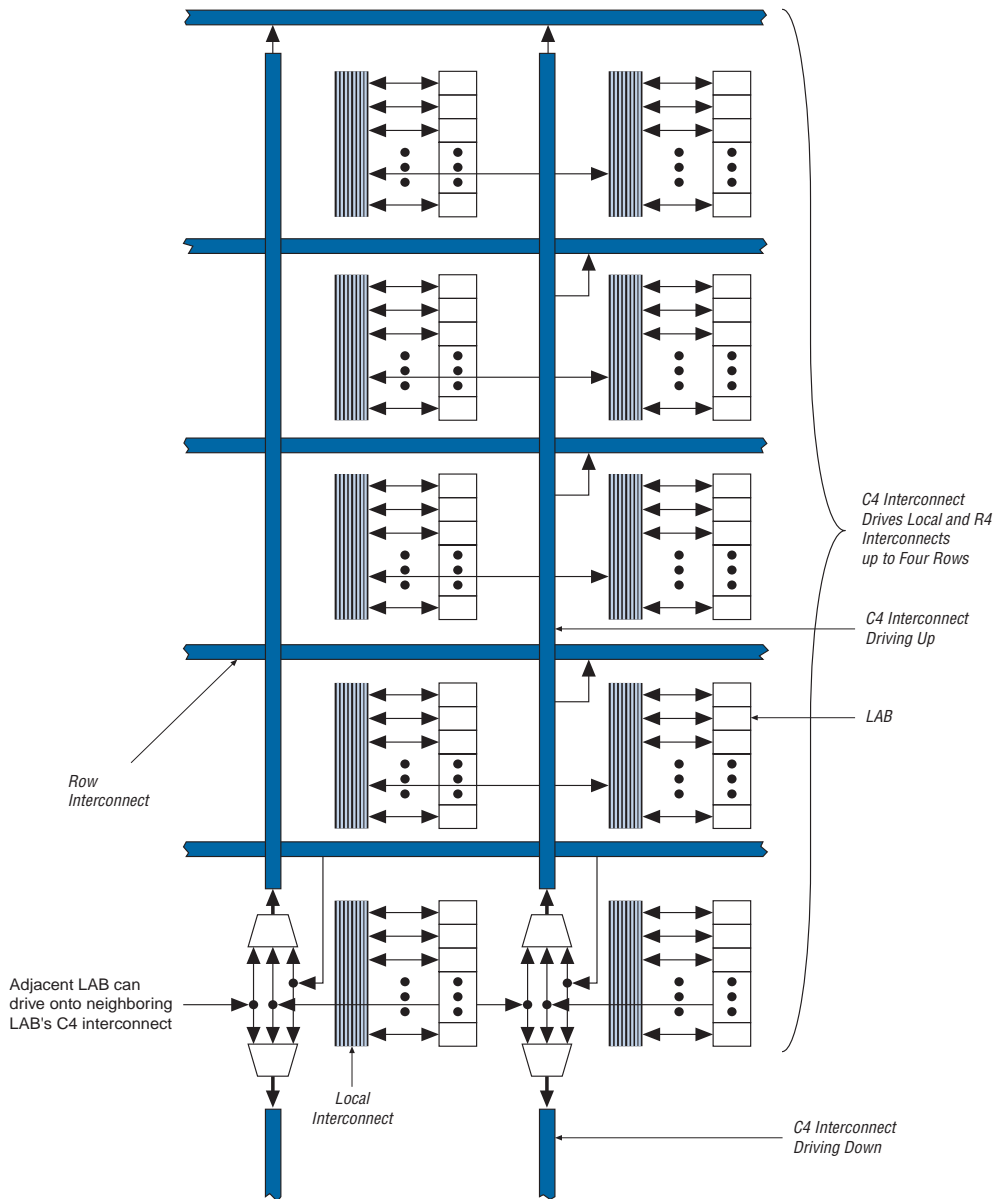 C4 Interconnect
Drives Local and R4
Interconnects
up to Four Rows
C4 Interconnect
Driving Up
LAB
Row
Interconnect
Adjacent LAB can
drive onto neighboring
LAB's C4 interconnect
Local
Interconnect
C4 Interconnect
Driving Down